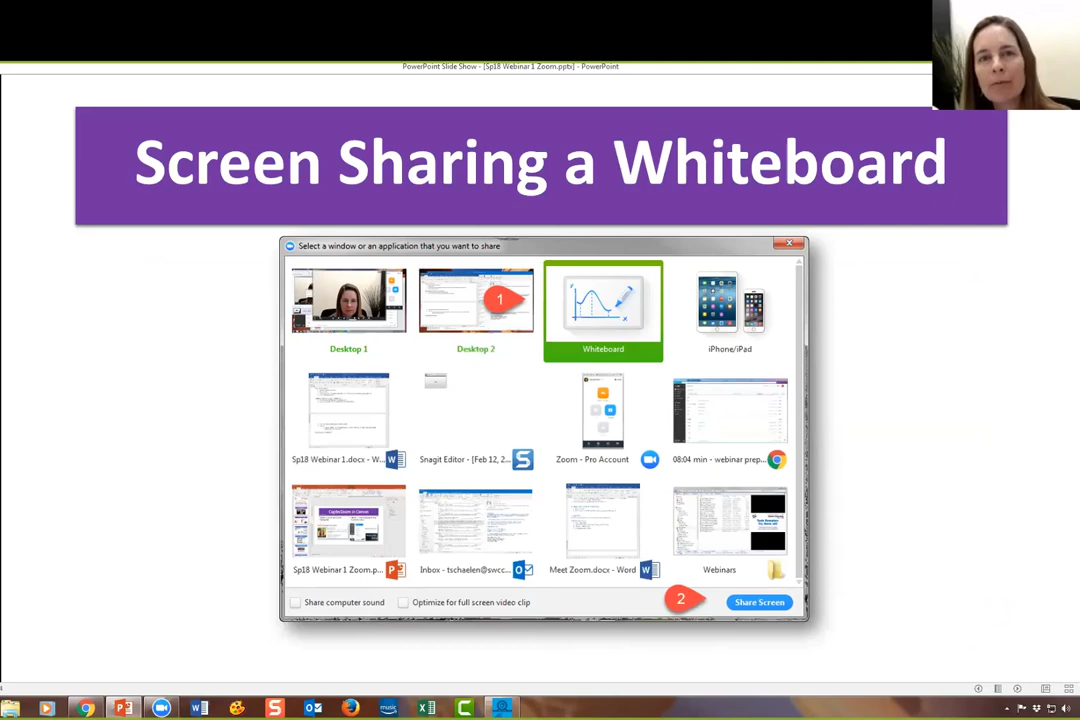 PowerPoint Slide Show - [Sp18 Webinar 1 Zoom.pptx] - PowerPoint
Screen Sharing a Whiteboard
Select a window or an application that you want to share
1
Desktop 1
Desktop 2
Whiteboard
iPhone/iPad
Sp18 Webinar 1.docx - W...
Snagit Editor - [Feb 12, 2...
Zoom - Pro Account
08:04 min - webinar prep...
Sp18 Webinar 1 Zoom.p...
Inbox - tschaelen@swcc...
Meet Zoom.docx - Word
Webinars
Share computer sound
Optimize for full screen video clip
2
Share Screen
music